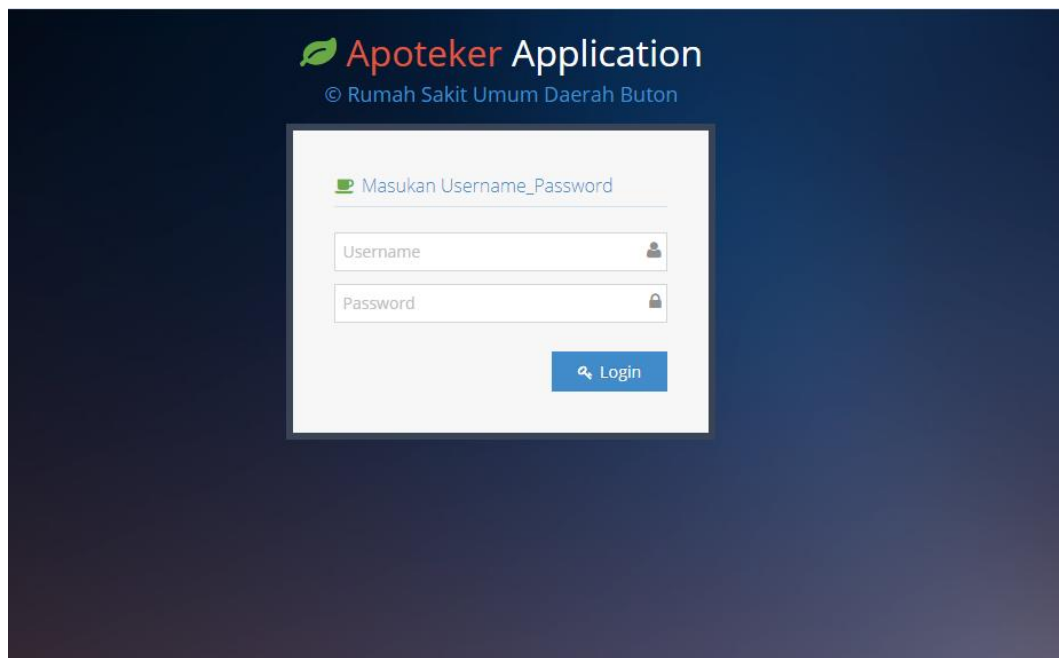 Apoteker Application
© Rumah Sakit Umum Daerah Buton
Masukan Username_Password
Username
Password
Login